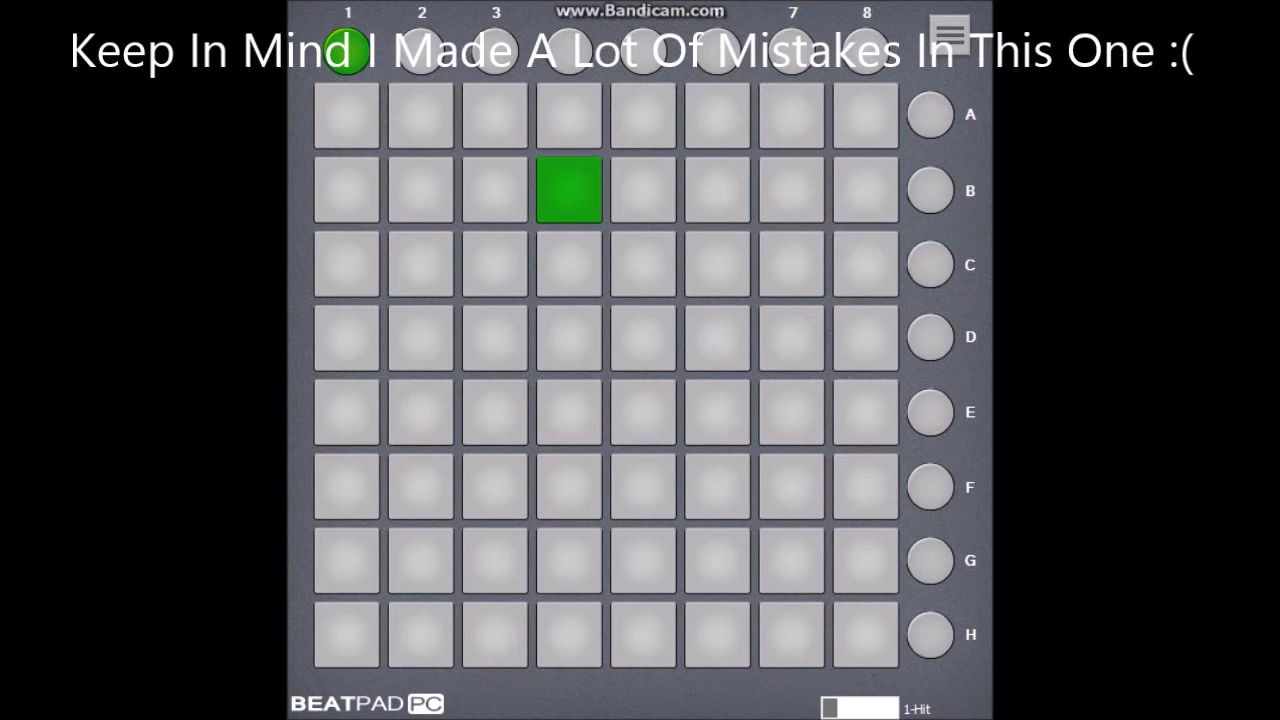 www.Bandicam.com
1 2 3 7 8
Keep In Mind I Made A Lot Of Mistakes In This One :(
A
B
C
D
E
F
G
H
BEATPAD PC
1-Hit